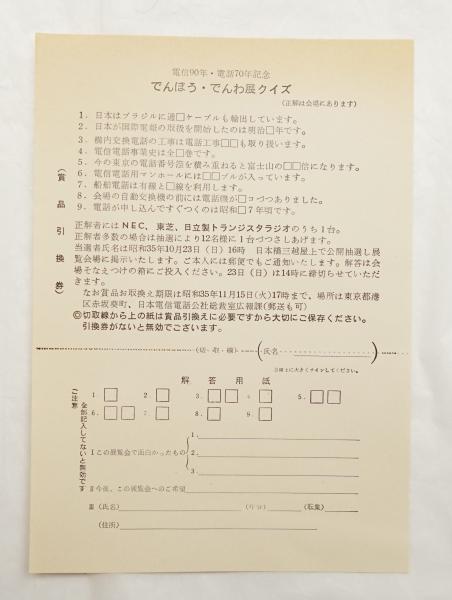 電信90年・電話70年記念
でんぽう・でんわ展クイズ
(正解は会場にあります)
1. 日本はブラジルに通□ケーブルも輸出しています。
2. 日本が国際電報の取扱を開始したのは明治□年です。
3. 構内交換電話の工事は電話工事□□も取り扱います。
4. 電信電話事業史は全□巻です。
5. 今の東京の電話番号簿を積み重ねると富士山の□□倍になります。
6. 電信電話用マンホールには□□ブルが入っています。
7. 船舶電話は有線と□線を利用します。
8. 会場の自動交換機の前には電話機が□つづつありました。
9. 電話が申し込んですぐつくのは昭和□7年頃です。
(賞品引換券)
正解者にはNEC、東芝、日立製トランジスタラジオのうち1台。
正解者多数の場合は抽選により12名様に1台づつさしあげます。
当選者氏名は昭和35年10月23日(日)16時 日本橋三越屋上で公開抽選し展
覧会場に掲示いたします。ご本人には郵便でもご通知いたします。解答は会
場そなえつけの箱にご投入ください。23日(日)は14時に締切らせていただ
きます。
なお賞品お取換え期限は昭和35年11月15日(火)17時まで、場所は東京都港
区赤坂葵町、日本電信電話公社総裁室広報課(郵送も可)
◎切取線から上の紙は賞品引換えに必要ですから大切にご保存ください。
引換券がないと無効でございます。
(切・取・線)
(氏名
解答用紙
1 □ 2. □ 3. □□ 4 □ 5. □□
6. □□ 7 □ 8. □ 9. □
ご注意 全部記入してないと無効です
Ⅰこの展覧会で面白かったもの
1.
2.
3
Ⅱ今後、この展覧会へのご希望
Ⅲ (氏名) (年令) (職業)
(住所)